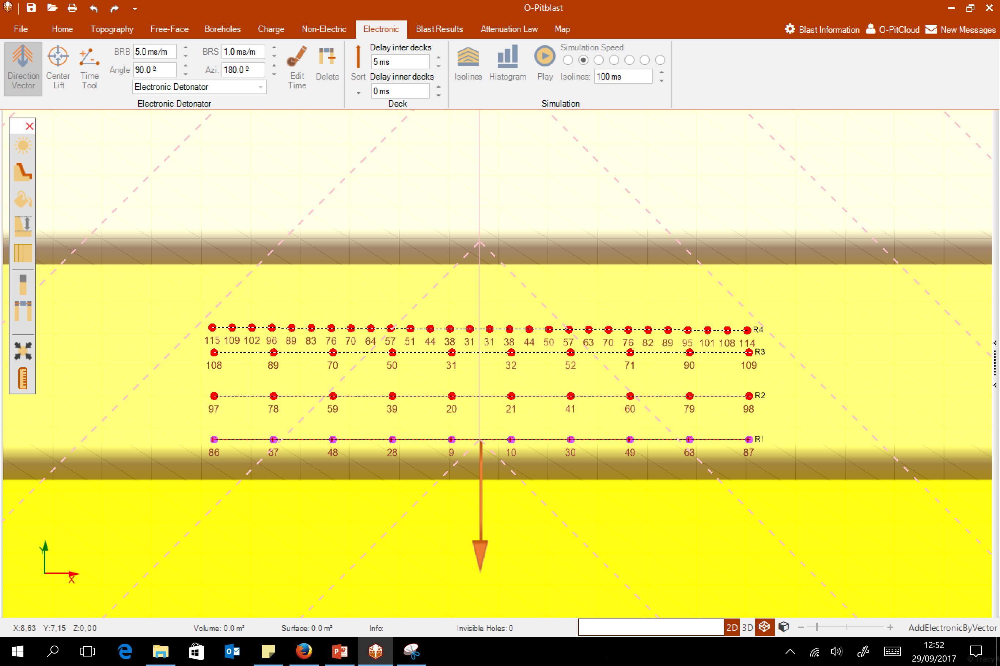 O-Pitblast
File Home Topography Free-Face Boreholes Charge Non-Electric Electronic Blast Results Attenuation Law Map Blast Information O-PitCloud New Messages
BRB 5.0 ms/m BRS 1.0 ms/m Delay inter decks Simulation Speed
5 ms
Angle 90.0 º Azi. 180.0 º
Direction Vector Center Lift Time Tool Edit Time Delete Sort Delay inner decks Isolines Histogram Play Isolines: 100 ms
Electronic Detonator 0 ms
Electronic Detonator Deck Simulation
R4
115 109 102 96 89 83 76 70 64 57 51 44 38 31 31 38 44 50 57 63 70 76 82 89 95 101 108 114
R3
108 89 70 50 31 32 52 71 90 109
R2
97 78 59 39 20 21 41 60 79 98
R1
86 67 48 28 9 10 30 49 68 87
Y
X
X:8,63 Y:7,15 Z:0,00 Volume: 0.0 m³ Surface: 0.0 m² Info: Invisible Holes: 0 2D 3D AddElectronicByVector
12:52
29/09/2017